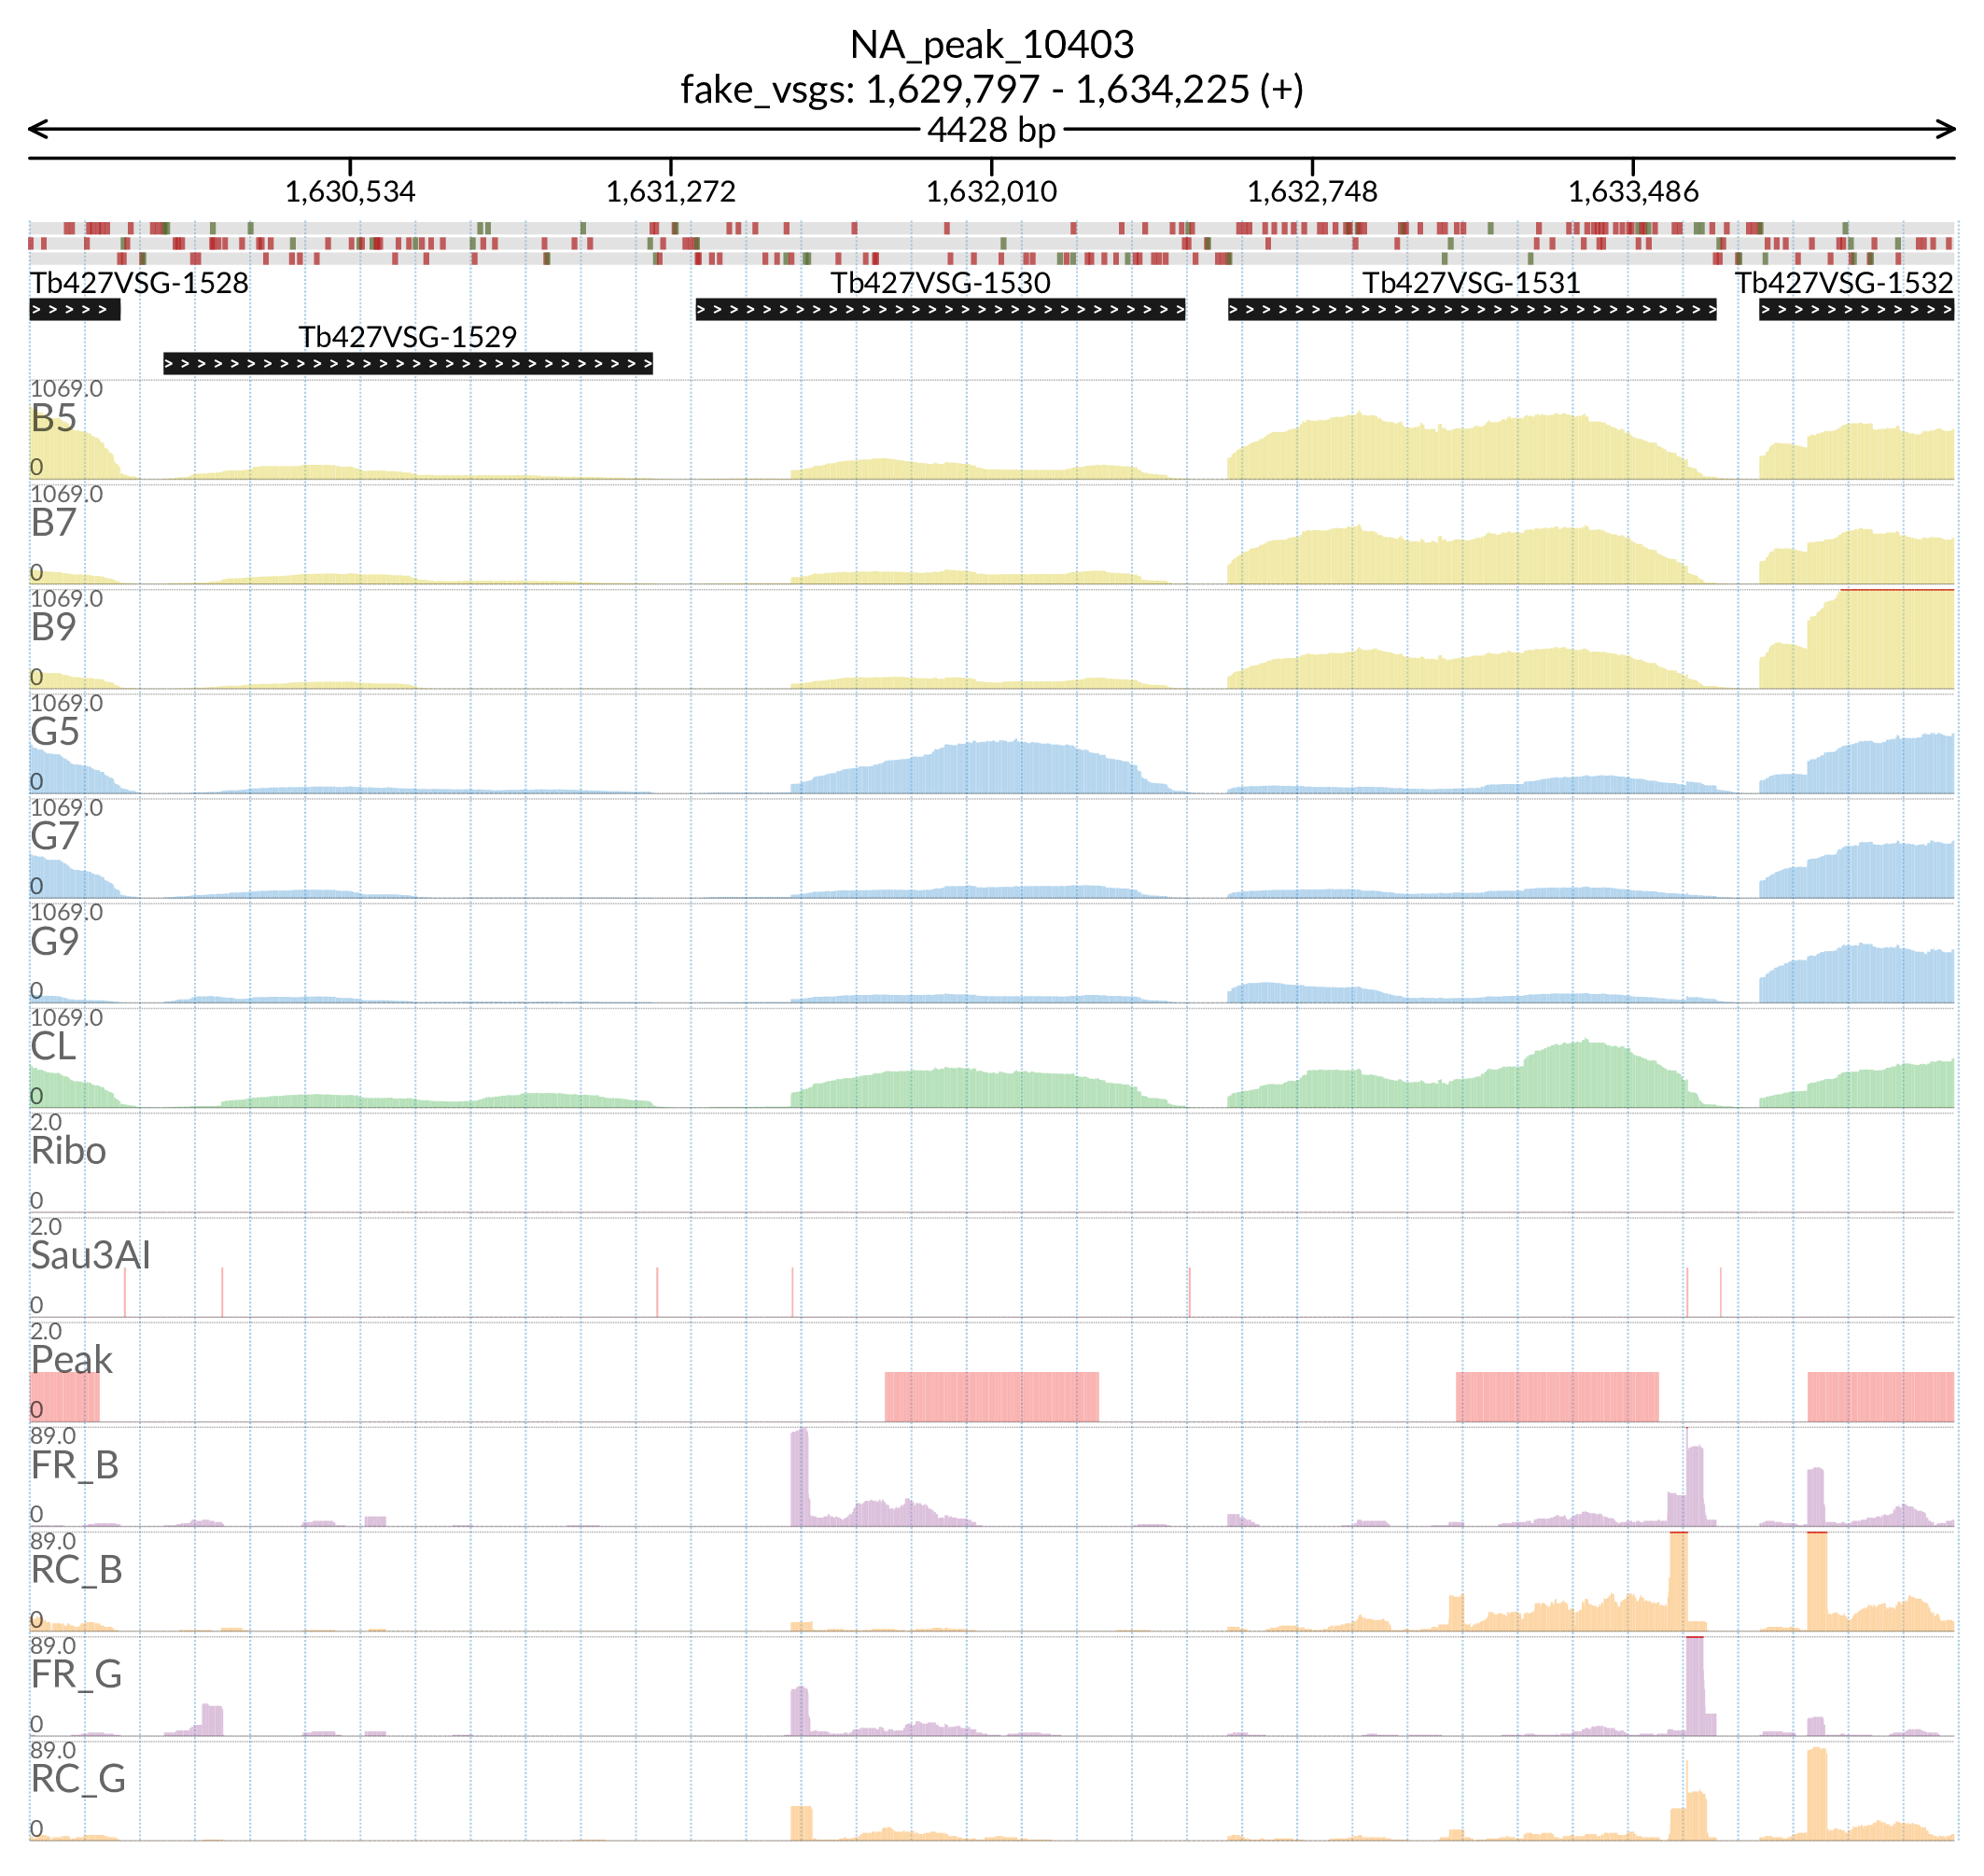 NA_peak_10403
fake_vsgs: 1,629,797 - 1,634,225 (+)
4428 bp
1,630,534 1,631,272 1,632,010 1,632,748 1,633,486
Tb427VSG-1528 Tb427VSG-1530 Tb427VSG-1531 Tb427VSG-1532
Tb427VSG-1529
1069.0
B5
0
1069.0
B7
0
1069.0
B9
0
1069.0
G5
0
1069.0
G7
0
1069.0
G9
0
1069.0
CL
0
2.0
Ribo
0
2.0
Sau3AI
0
2.0
Peak
0
89.0
FR_B
0
89.0
RC_B
0
89.0
FR_G
0
89.0
RC_G
0